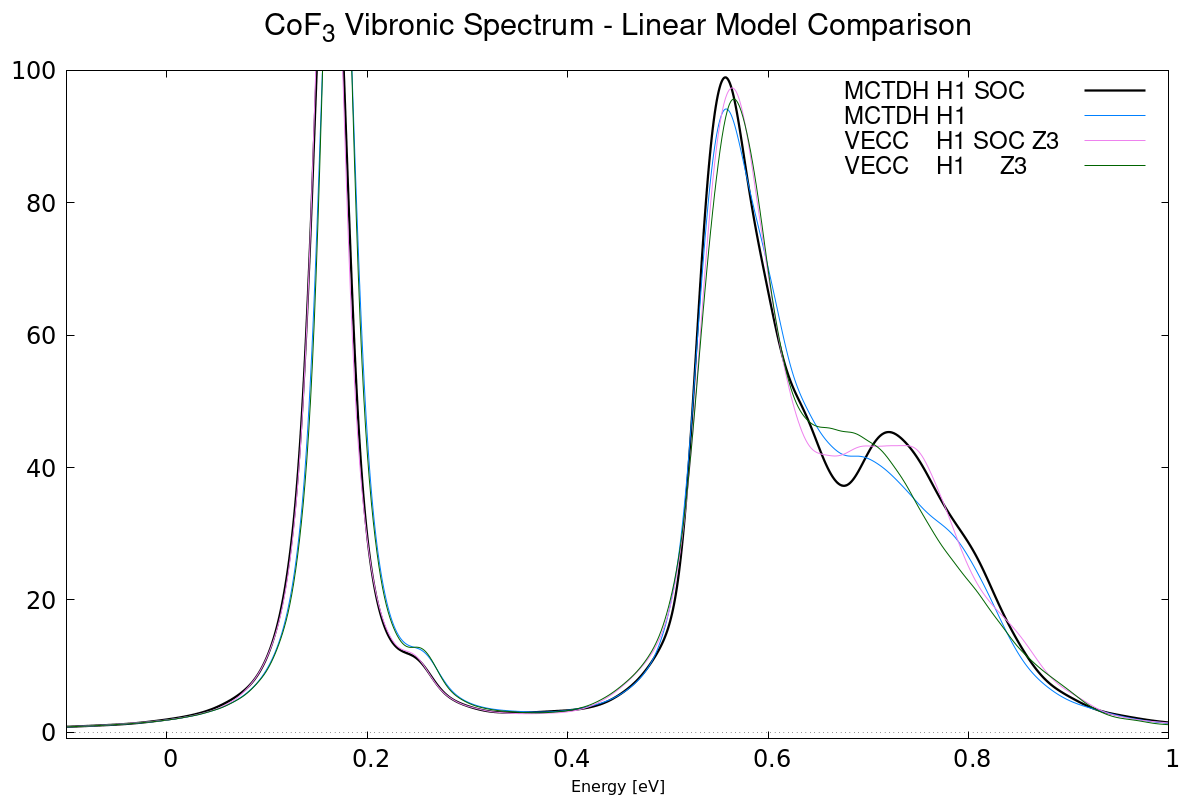 CoF3 Vibronic Spectrum - Linear Model Comparison
100
80
60
40
20
0
MCTDH H1 SOC
MCTDH H1
VECC H1 SOC Z3
VECC H1 Z3
0 0.2 0.4 0.6 0.8 1
Energy [eV]